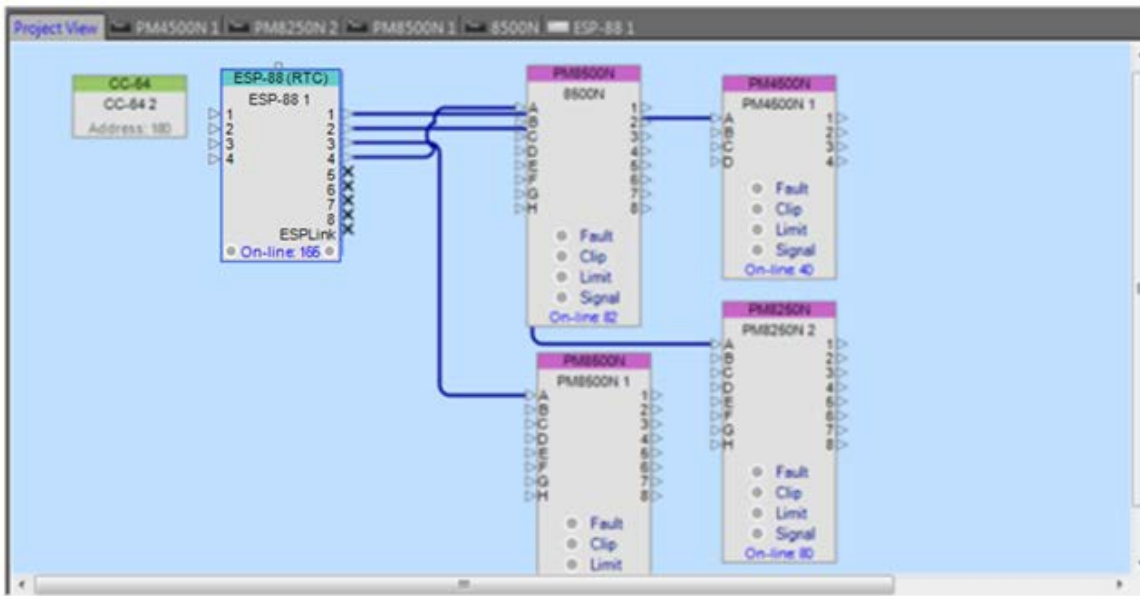 Project View PM4500N 1 PM8250N 2 PM8500N 1 8500N ESP-88 1
CC-64
CC-64 2
Address: 180
ESP-88 (RTC)
ESP-88 1
1 1
2 2
3 3
4 4
5
6
7
8
ESPLink
On-line: 166
PM8500N
8500N
A 1
B 2
C 3
D 4
E 5
F 6
G 7
H 8
Fault
Clip
Limit
Signal
On-line: 82
PM4500N
PM4500N 1
A 1
B 2
C 3
D 4
Fault
Clip
Limit
Signal
On-line: 40
PM8500N
PM8500N 1
A 1
B 2
C 3
D 4
E 5
F 6
G 7
H 8
Fault
Clip
Limit
PM8250N
PM8250N 2
A 1
B 2
C 3
D 4
E 5
F 6
G 7
H 8
Fault
Clip
Limit
Signal
On-line: 80